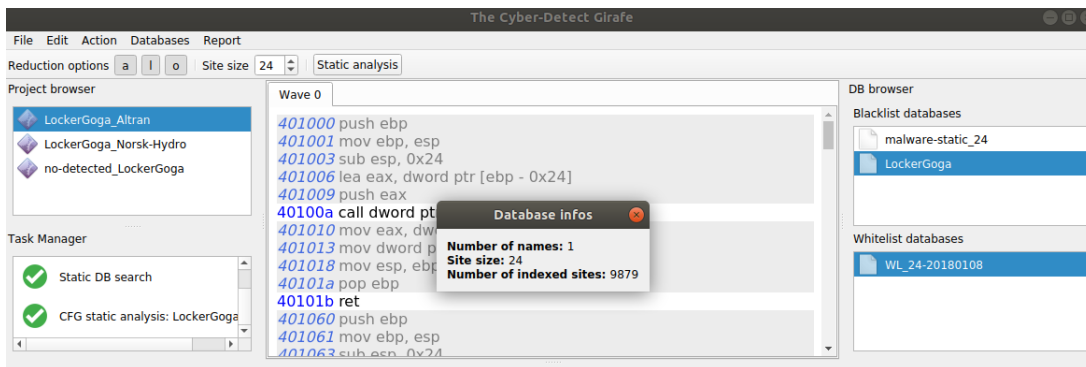 The Cyber-Detect Girafe
File Edit Action Databases Report
Reduction options a l o Site size 24 Static analysis
Project browser
LockerGoga_Altran
LockerGoga_Norsk-Hydro
no-detected_LockerGoga
Task Manager
Static DB search
CFG static analysis: LockerGoga
Wave 0
401000 push ebp
401001 mov ebp, esp
401003 sub esp, 0x24
401006 lea eax, dword ptr [ebp - 0x24]
401009 push eax
40100a call dword pt
401010 mov eax, dw
401013 mov dword p
401018 mov esp, ebp
40101a pop ebp
40101b ret
401060 push ebp
401061 mov ebp, esp
401063 sub esp, 0x24
Database infos
Number of names: 1
Site size: 24
Number of indexed sites: 9879
DB browser
Blacklist databases
malware-static_24
LockerGoga
Whitelist databases
WL_24-20180108